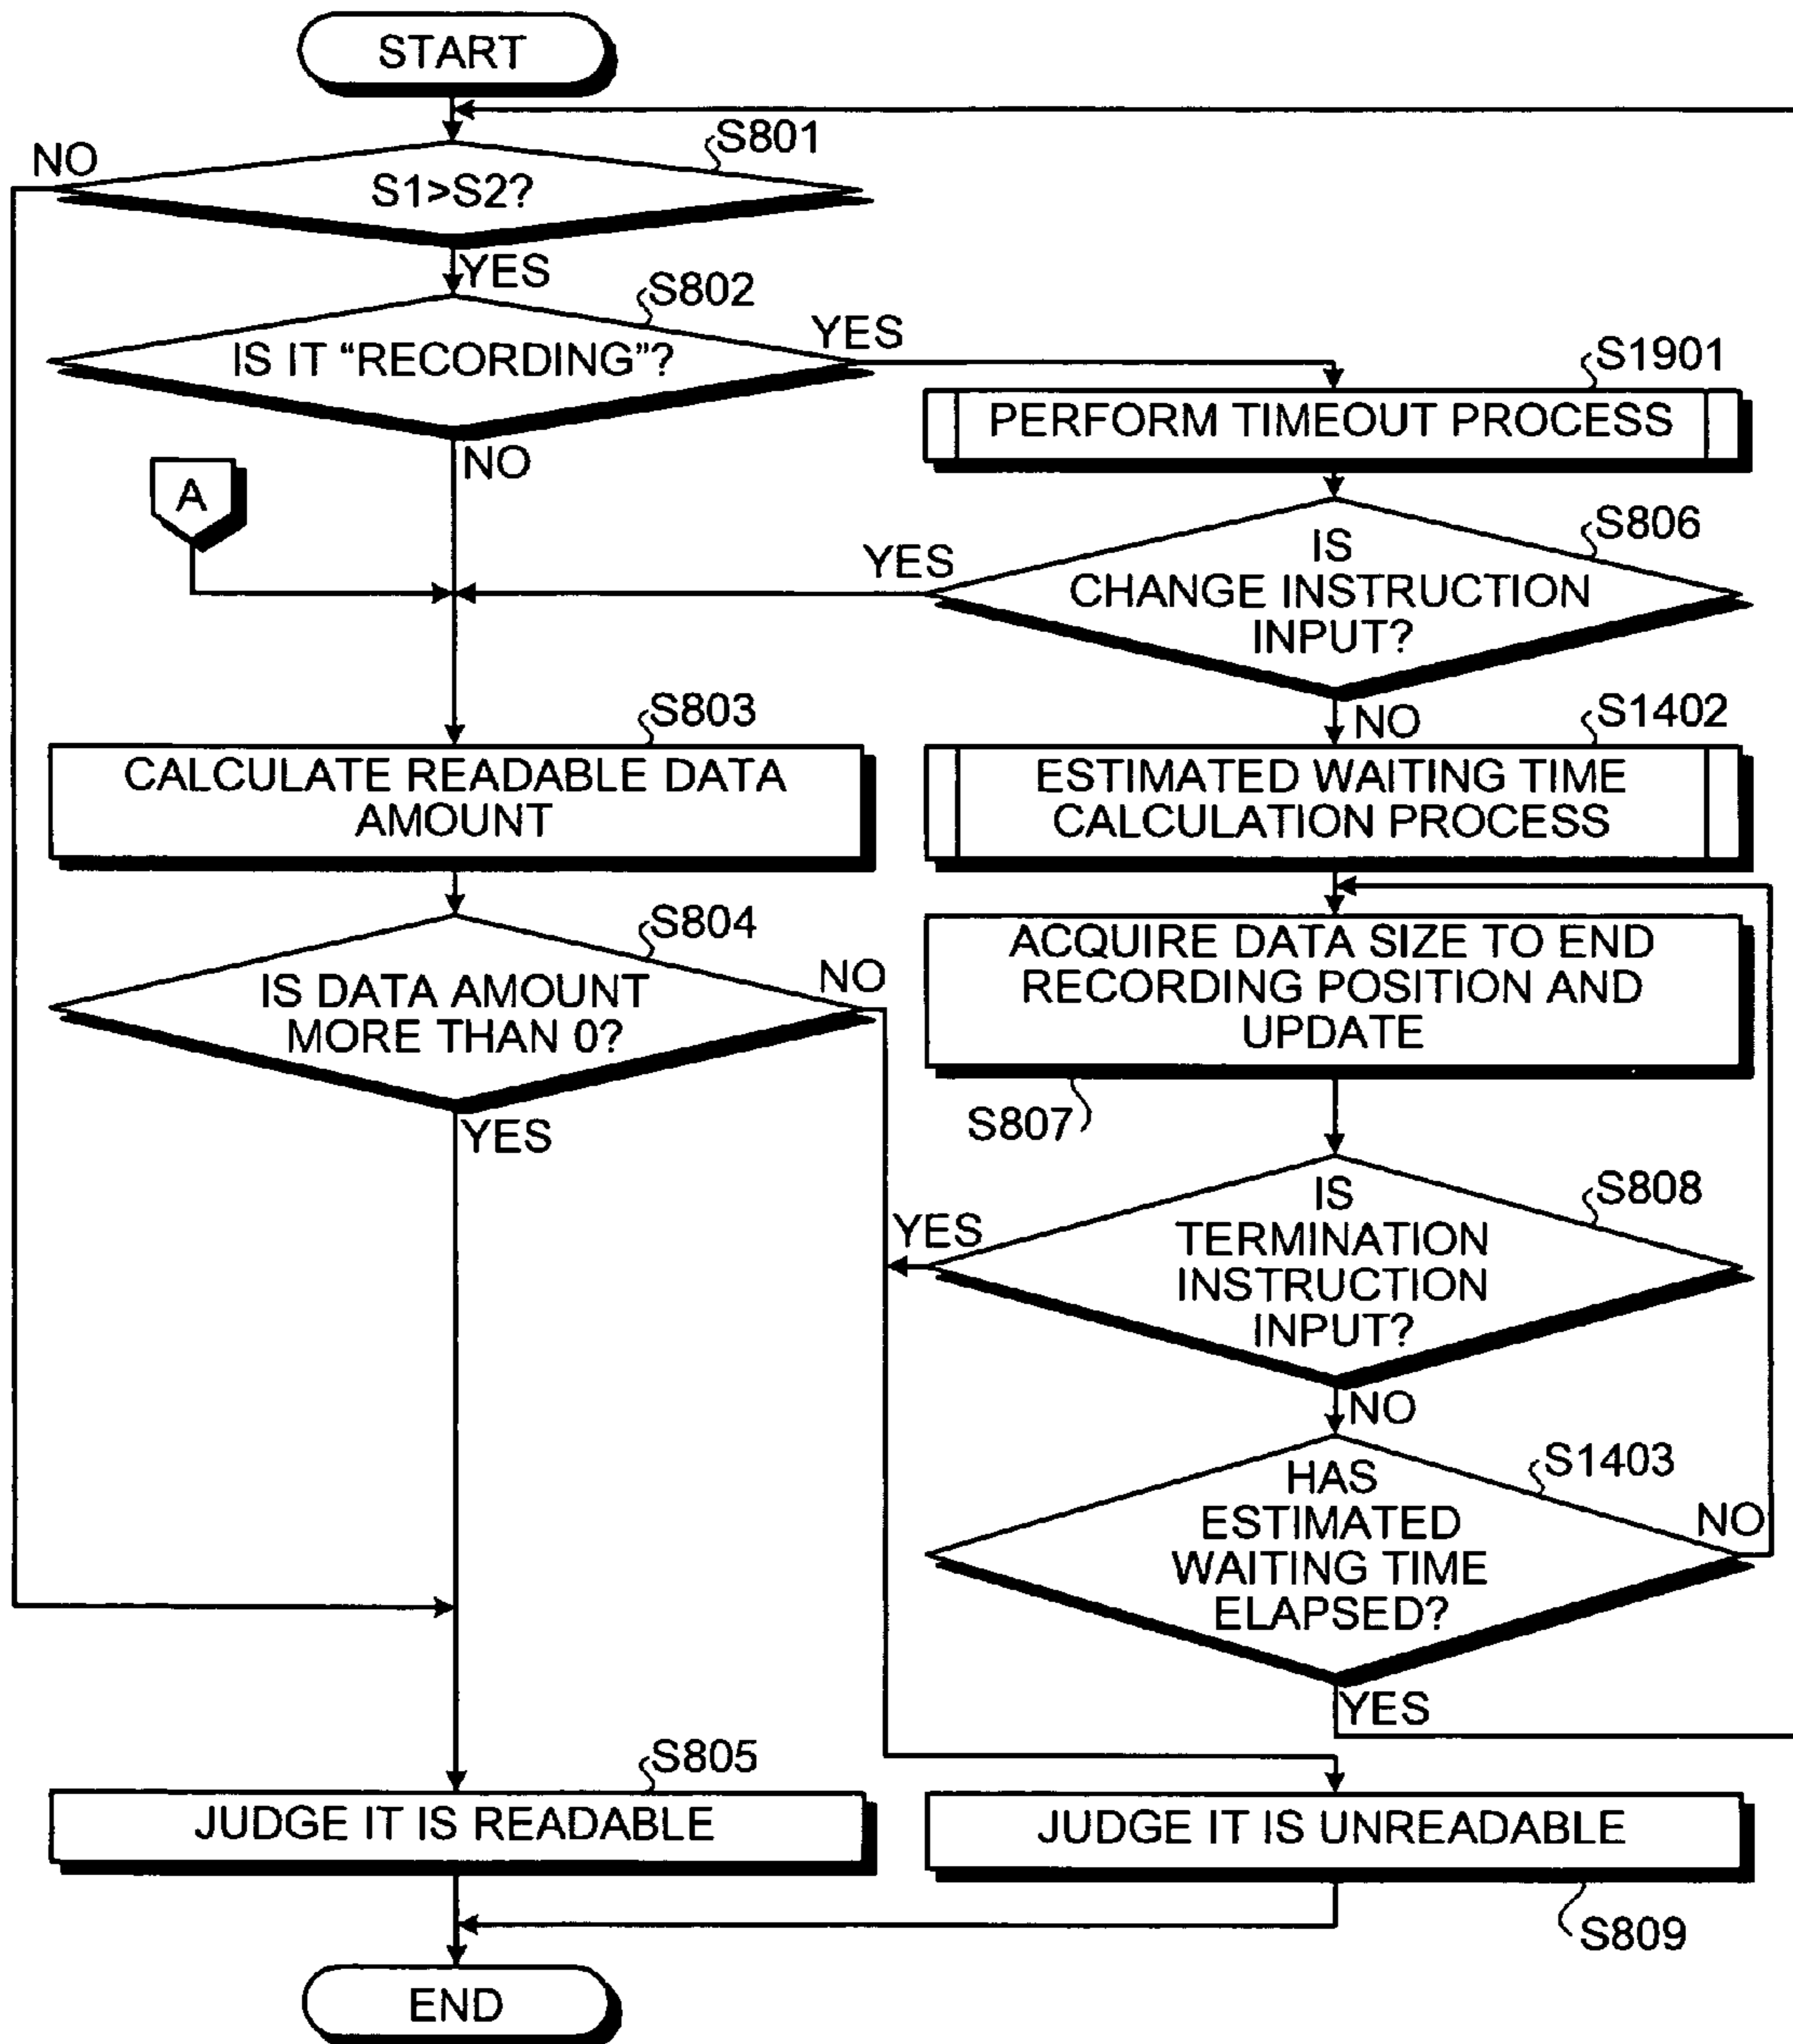 START
S801
NO
S1>S2?
YES
S802
IS IT “RECORDING”?
YES
S1901
PERFORM TIMEOUT PROCESS
NO
A
S806
IS
CHANGE INSTRUCTION
INPUT?
YES
NO
S803
CALCULATE READABLE DATA
AMOUNT
S1402
ESTIMATED WAITING TIME
CALCULATION PROCESS
S804
IS DATA AMOUNT
MORE THAN 0?
NO
YES
ACQUIRE DATA SIZE TO END
RECORDING POSITION AND
UPDATE
S807
S808
IS
TERMINATION
INSTRUCTION
INPUT?
YES
NO
S1403
HAS
ESTIMATED
WAITING TIME
ELAPSED?
NO
YES
S805
JUDGE IT IS READABLE
JUDGE IT IS UNREADABLE
S809
END